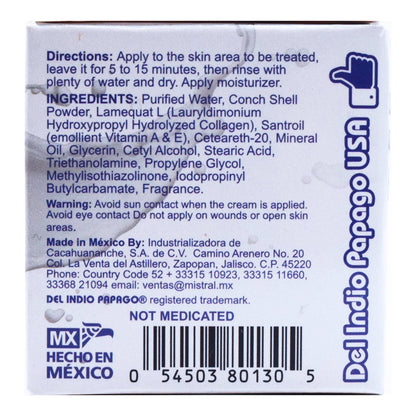 Directions: Apply to the skin area to be treated,
leave it for 5 to 15 minutes, then rinse with
plenty of water and dry. Apply moisturizer.
INGREDIENTS: Purified Water, Conch Shell
Powder, Lamequat L (Lauryldimonium
Hydroxypropyl Hydrolyzed Collagen), Santroil
(emollient Vitamin A & E), Ceteareth-20, Mineral
Oil, Glycerin, Cetyl Alcohol, Stearic Acid,
Triethanolamine, Propylene Glycol,
Methylisothiazolinone, Iodopropinyl
Butylcarbamate, Fragrance.
Warning: Avoid sun contact when the cream is applied.
Avoid eye contact Do not apply on wounds or open skin
areas.
Made in México By: Industrializadora de
Cacahuananche, S.A. de C.V. Camino Arenero No. 20
Col. La Venta del Astillero, Zapopan, Jalisco. C.P. 45220
Phone: Country Code 52 + 33315 10923, 33315 11660,
33368 21094 email: ventas@mistral.mx
DEL INDIO PAPAGO® registered trademark.
NOT MEDICATED
MX
HECHO EN
MÉXICO
0 54503 80130 5
Del Indio Papago USA